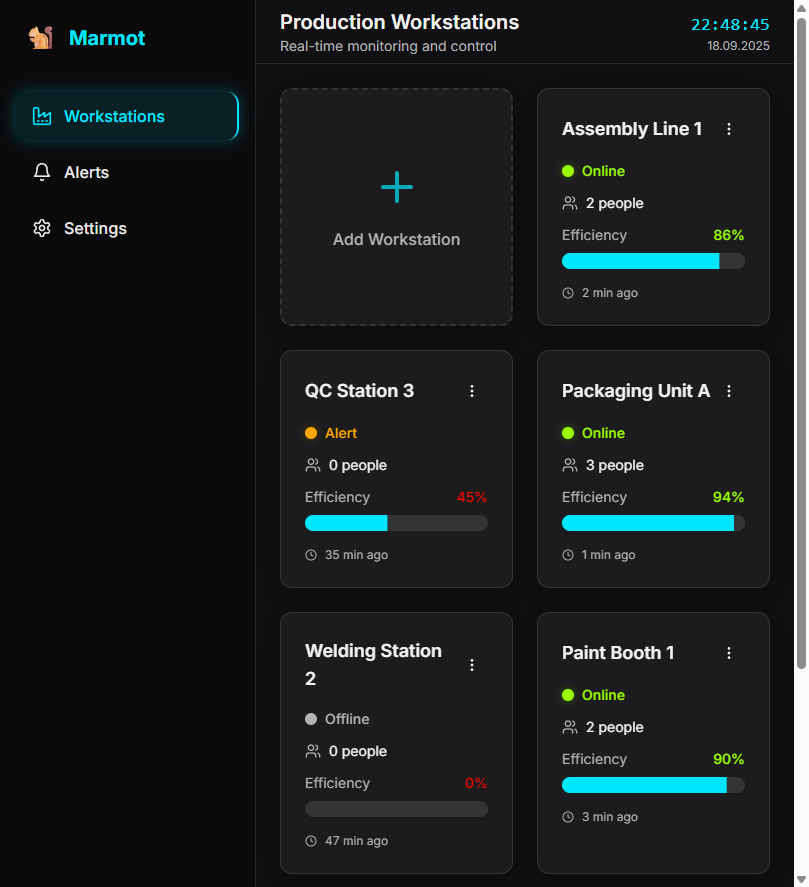 Marmot
Workstations
Alerts
Settings
Production Workstations
Real-time monitoring and control
22:48:45
18.09.2025
Add Workstation
Assembly Line 1
Online
2 people
Efficiency 86%
2 min ago
QC Station 3
Alert
0 people
Efficiency 45%
35 min ago
Packaging Unit A
Online
3 people
Efficiency 94%
1 min ago
Welding Station
2
Offline
0 people
Efficiency 0%
47 min ago
Paint Booth 1
Online
2 people
Efficiency 90%
3 min ago